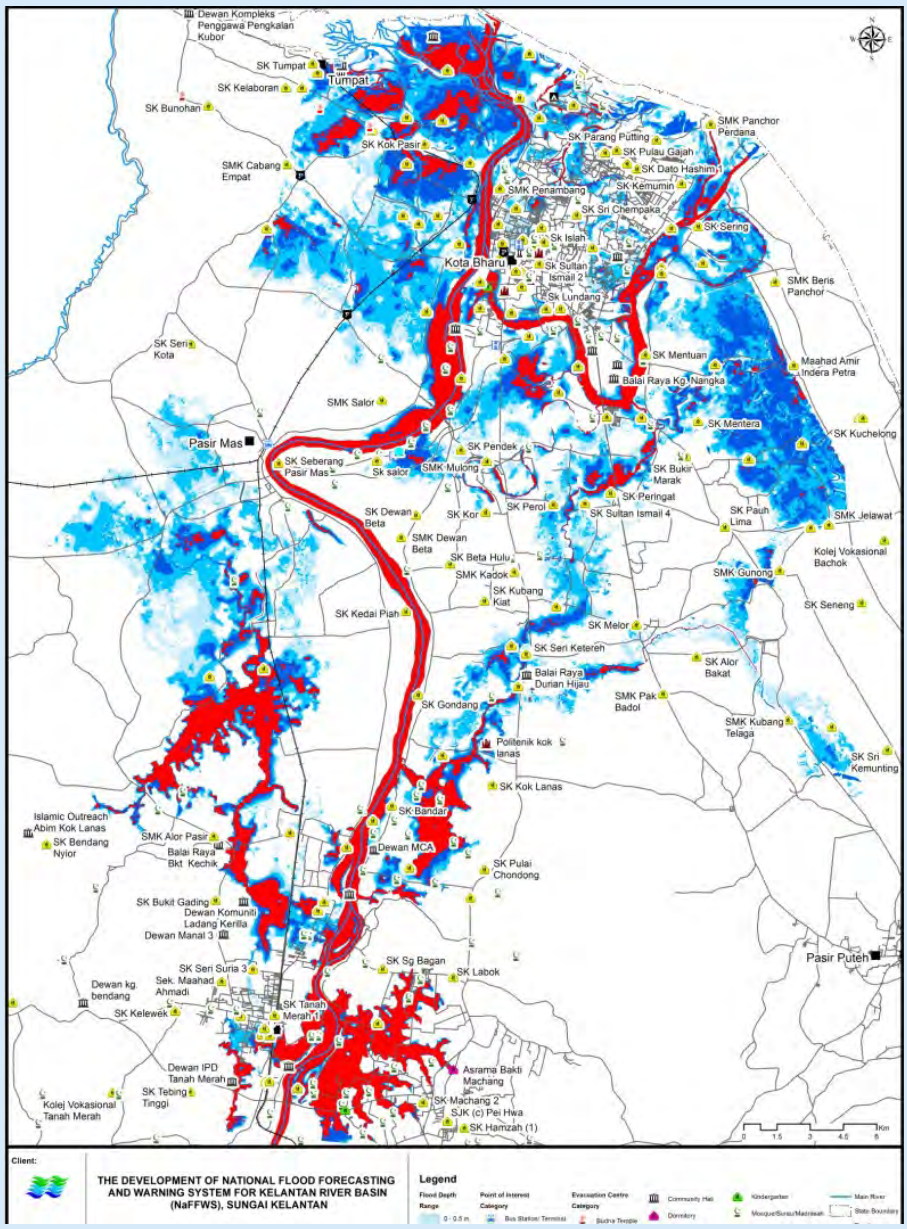 Dewan Kompleks
Penggawa Pengkalan
Kubor
N
W
E
S
SK Tumpat
Tumpat
SK Kelaboran
SK Bunohan
SMK Panchor
Perdana
SK Parang Putting
SK Kok Pasir
SK Pulau Gajah
SK Dato Hashim 1
SMK Cabang
Empat
SK Kemumin
SMK Penambang
SK Sri Chempaka
SK Sering
Sk Islah
Kota Bharu
Sk Sultan
Ismail 2
SMK Beris
Panchor
Sk Lundang
SK Seri
Kota
SK Mentuan
Maahad Amir
Indera Petra
Balai Raya Kg. Nangka
SMK Salor
SK Mentera
SK Kuchelong
Pasir Mas
SK Pendek
SK Seberang
Pasir Mas
Sk salor
SMK Mulong
SK Bukir
Marak
SK Peringat
SK Dewan
Beta
SK Kor
SK Perol
SK Sultan Ismail 4
SK Pauh
Lima
SMK Jelawat
SMK Dewan
Beta
Kolej Vokasional
Bachok
SK Beta Hulu
SMK Kadok
SMK Gunong
SK Kubang
Kiat
SK Seneng
SK Kedai Piah
SK Melor
SK Seri Ketereh
SK Alor
Bakat
Balai Raya
Durian Hijau
SK Gondang
SMK Pak
Badol
SMK Kubang
Telaga
Politenik kok
lanas
SK Sri
Kemunting
SK Kok Lanas
SK Bandar
Islamic Outreach
Abim Kok Lanas
SK Bendang
Nyior
SMK Alor Pasir
Balai Raya
Bkt Kechik
Dewan MCA
SK Pulai
Chondong
SK Bukit Gading
Dewan Komuniti
Ladang Kerilla
Dewan Manal 3
Pasir Puteh
SK Seri Suria 3
SK Sg Bagan
SK Labok
Sek. Maahad
Ahmadi
Dewan kg.
bendang
SK Kelewek
SK Tanah
Merah 1
Dewan IPD
Tanah Merah
Asrama Bakti
Machang
SK Tebing
Tinggi
Kolej Vokasional
Tanah Merah
SK Machang 2
SJK (c) Pei Hwa
SK Hamzah (1)
0 1.5 3 4.5 6
Km
Client:
THE DEVELOPMENT OF NATIONAL FLOOD FORECASTING
AND WARNING SYSTEM FOR KELANTAN RIVER BASIN
(NaFFWS), SUNGAI KELANTAN
Legend
Flood Depth
Range
0 - 0.5 m
Point of Interest
Category
Bus Station/ Terminal
Evacuation Centre
Category
Budha Temple
Community Hall
Dormitory
Kindergarten
Mosque/Surau/Madrasah
Main River
State Boundary